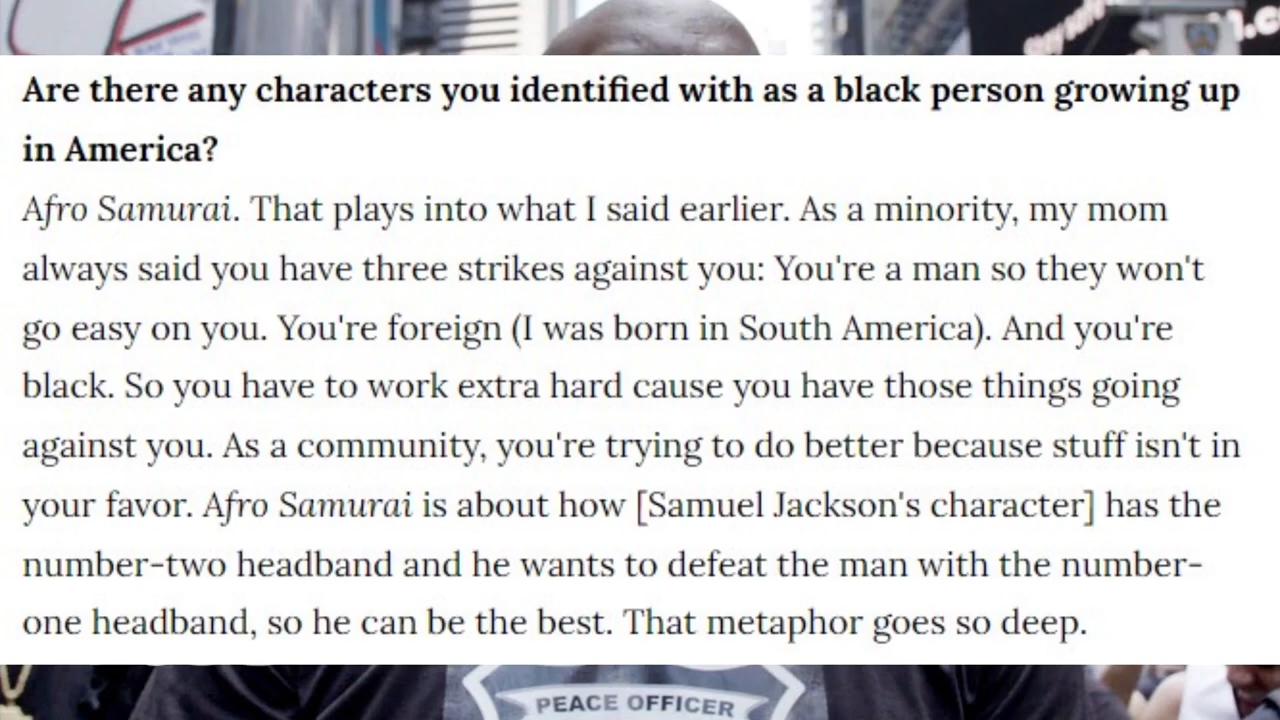 Are there any characters you identified with as a black person growing up
in America?
Afro Samurai. That plays into what I said earlier. As a minority, my mom
always said you have three strikes against you: You're a man so they won't
go easy on you. You're foreign (I was born in South America). And you're
black. So you have to work extra hard cause you have those things going
against you. As a community, you're trying to do better because stuff isn't in
your favor. Afro Samurai is about how [Samuel Jackson's character] has the
number-two headband and he wants to defeat the man with the number-
one headband, so he can be the best. That metaphor goes so deep.
PEACE OFFICER